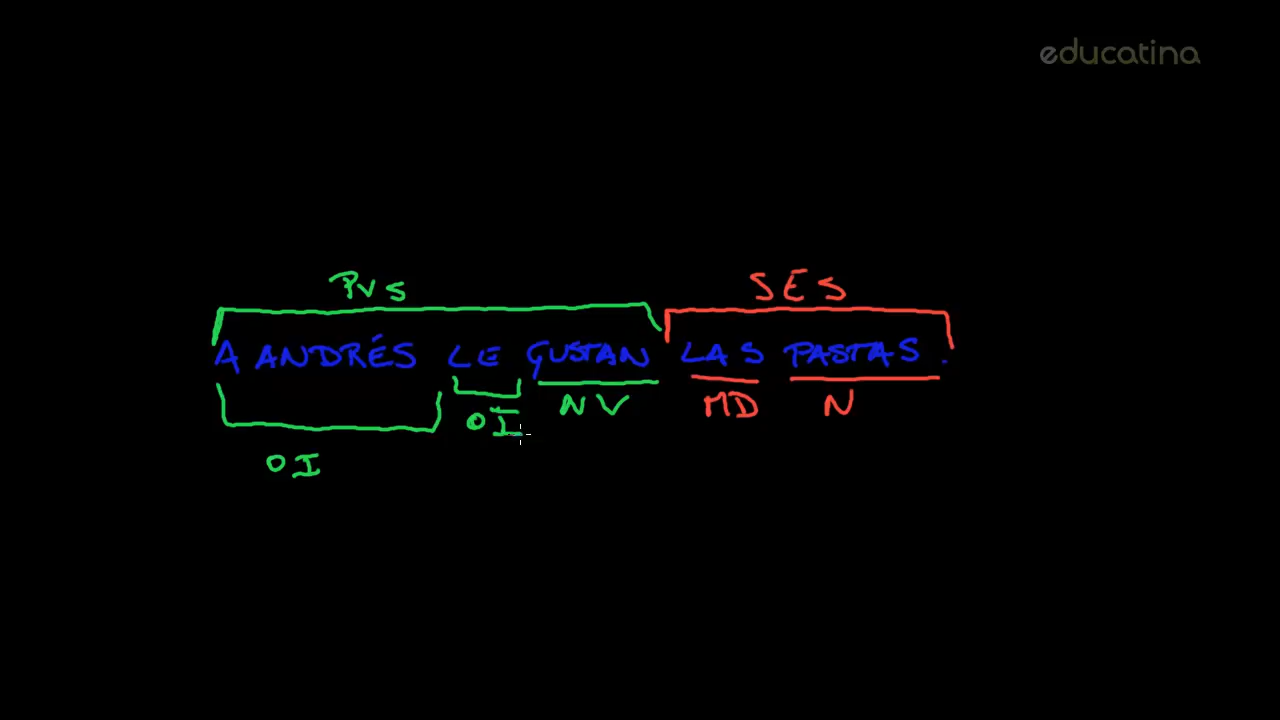 educatina
PVS SES
A ANDRÉS LE GUSTAN LAS PASTAS.
OI NV MD N
OI